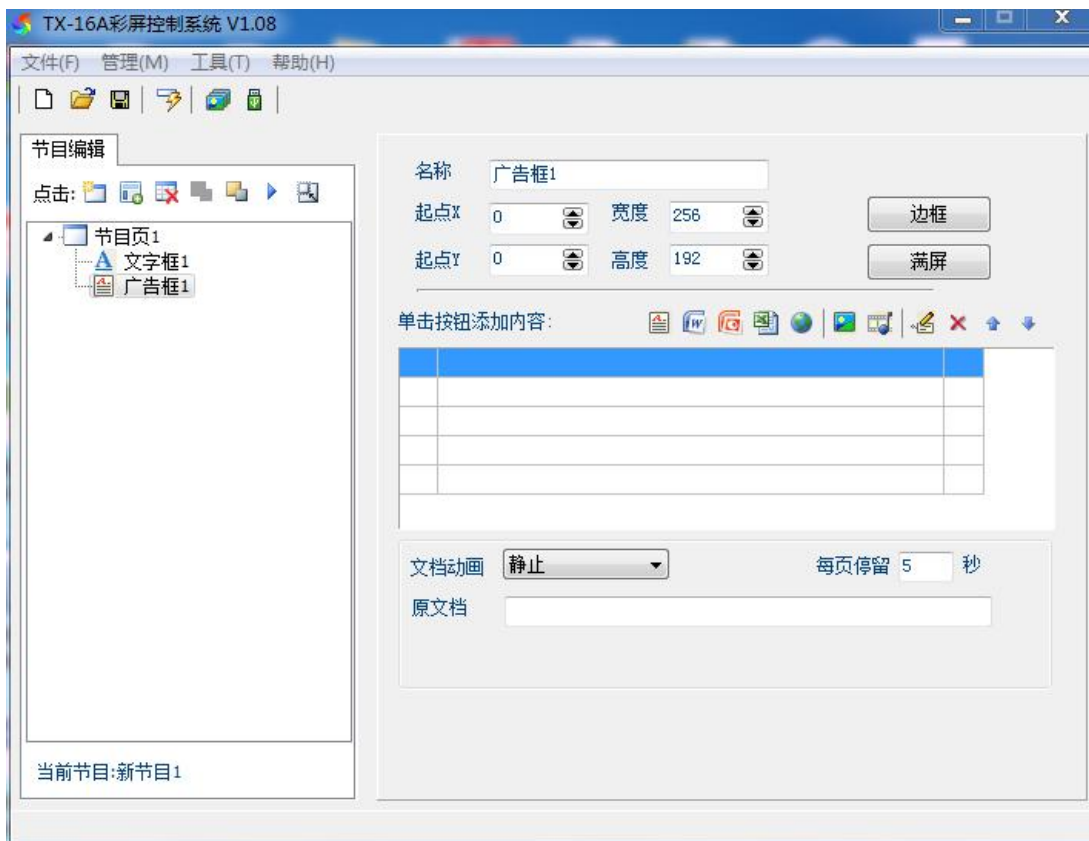 TX-16A彩屏控制系统 V1.08
文件(F) 管理(M) 工具(T) 帮助(H)
节目编辑
点击:
节目页1
文字框1
广告框1
当前节目:新节目1
名称 广告框1
起点X 0 宽度 256 边框
起点Y 0 高度 192 满屏
单击按钮添加内容:
文档动画 静止 每页停留 5 秒
原文档